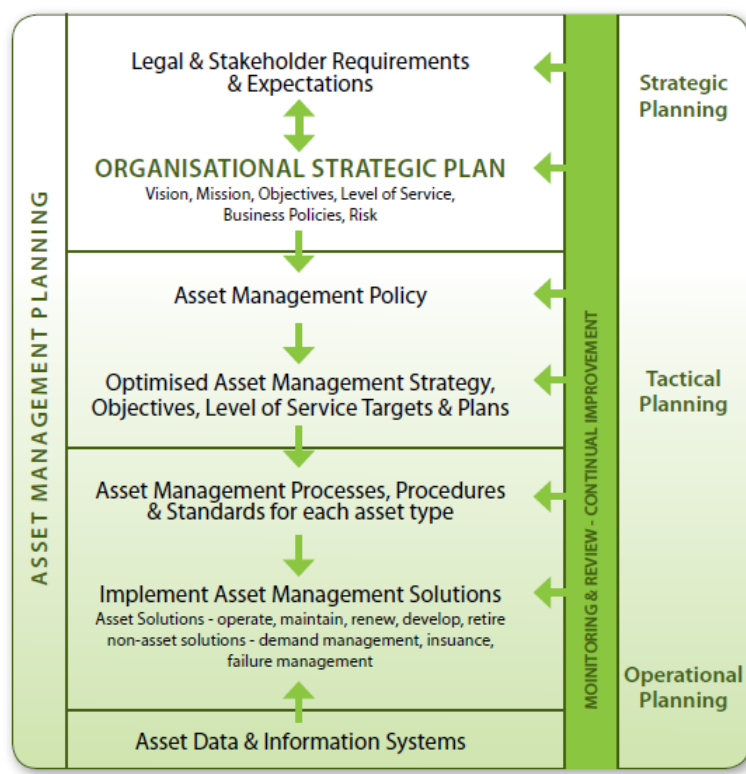 ASSET MANAGEMENT PLANNING
Legal & Stakeholder Requirements
& Expectations
ORGANISATIONAL STRATEGIC PLAN
Vision, Mission, Objectives, Level of Service,
Business Policies, Risk
Asset Management Policy
Optimised Asset Management Strategy,
Objectives, Level of Service Targets & Plans
Asset Management Processes, Procedures
& Standards for each asset type
Implement Asset Management Solutions
Asset Solutions - operate, maintain, renew, develop, retire
non-asset solutions - demand management, insuance,
failure management
Asset Data & Information Systems
MOINITORING & REVIEW - CONTINUAL IMPROVEMENT
Strategic
Planning
Tactical
Planning
Operational
Planning